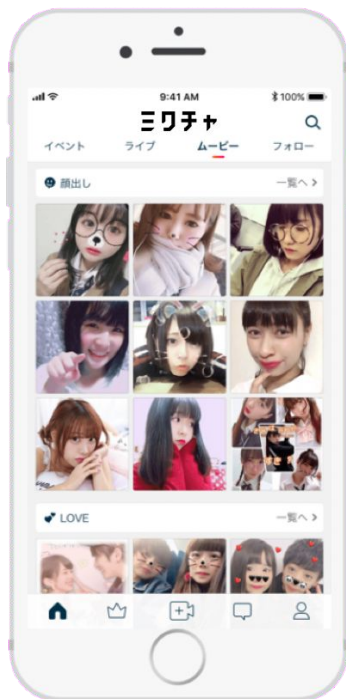 9:41 AM
100%
ミクチャ
イベント
ライブ
ムービー
フォロー
顔出し
一覧へ
LOVE
一覧へ